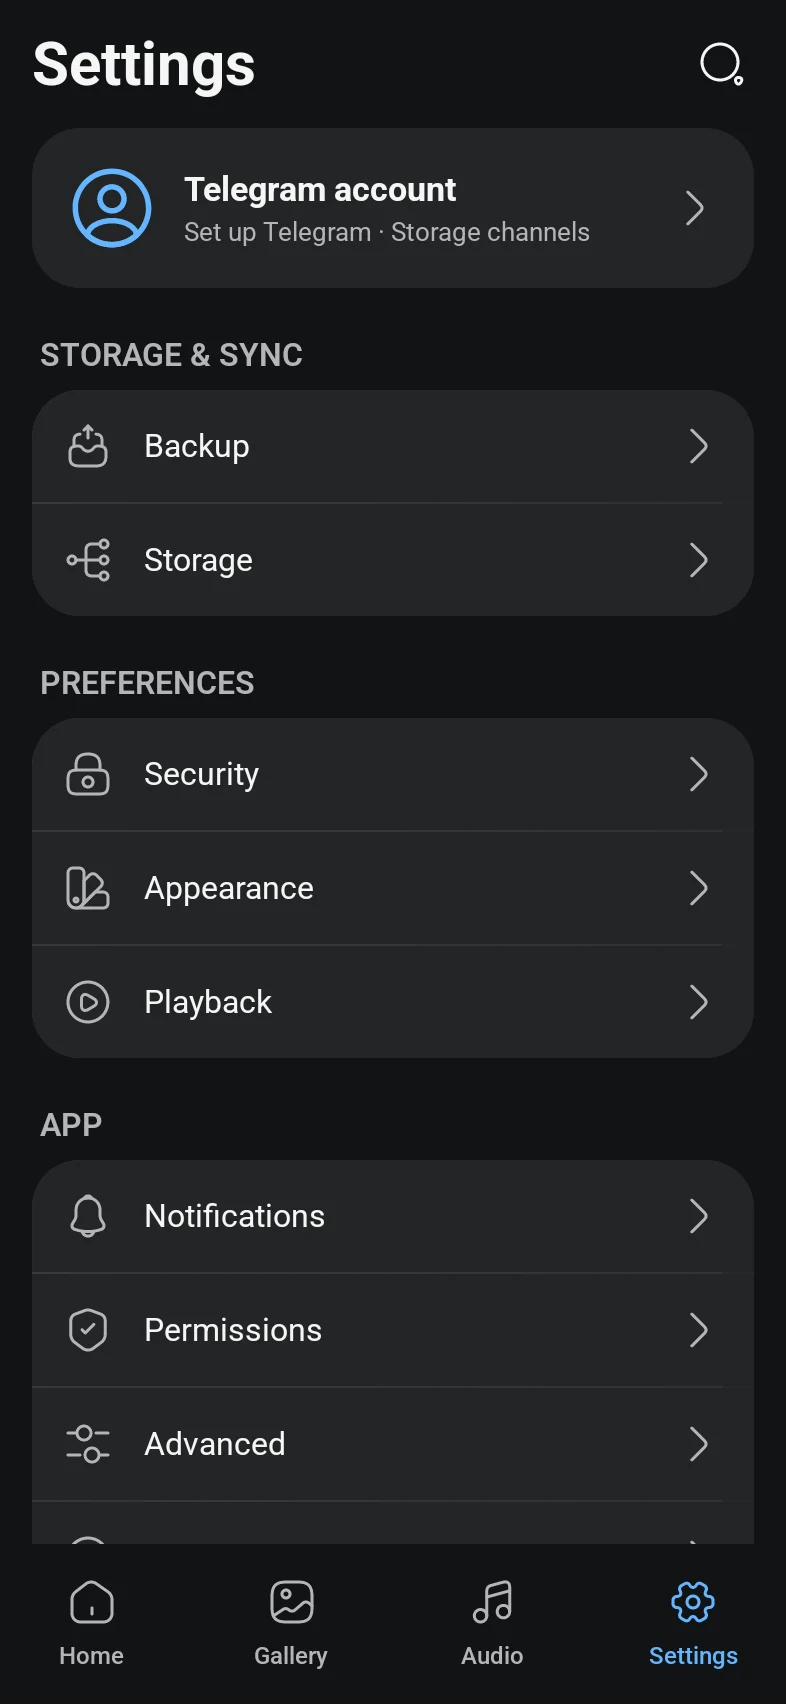 Settings
Telegram account
Set up Telegram · Storage channels
STORAGE & SYNC
Backup
Storage
PREFERENCES
Security
Appearance
Playback
APP
Notifications
Permissions
Advanced
Home
Gallery
Audio
Settings